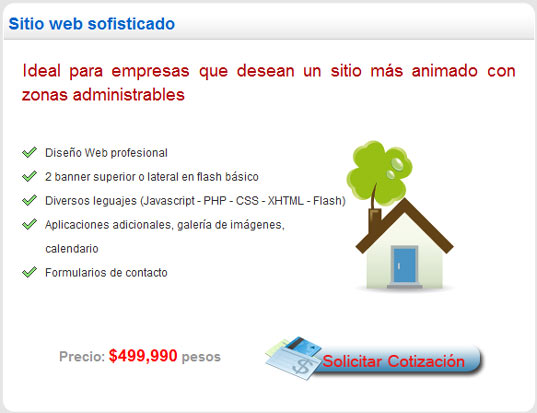 Sitio web sofisticado
Ideal para empresas que desean un sitio más animado con
zonas administrables
Diseño Web profesional
2 banner superior o lateral en flash básico
Diversos leguajes (Javascript - PHP - CSS - XHTML - Flash)
Aplicaciones adicionales, galería de imágenes,
calendario
Formularios de contacto
Precio: $499,990 pesos
Solicitar Cotización